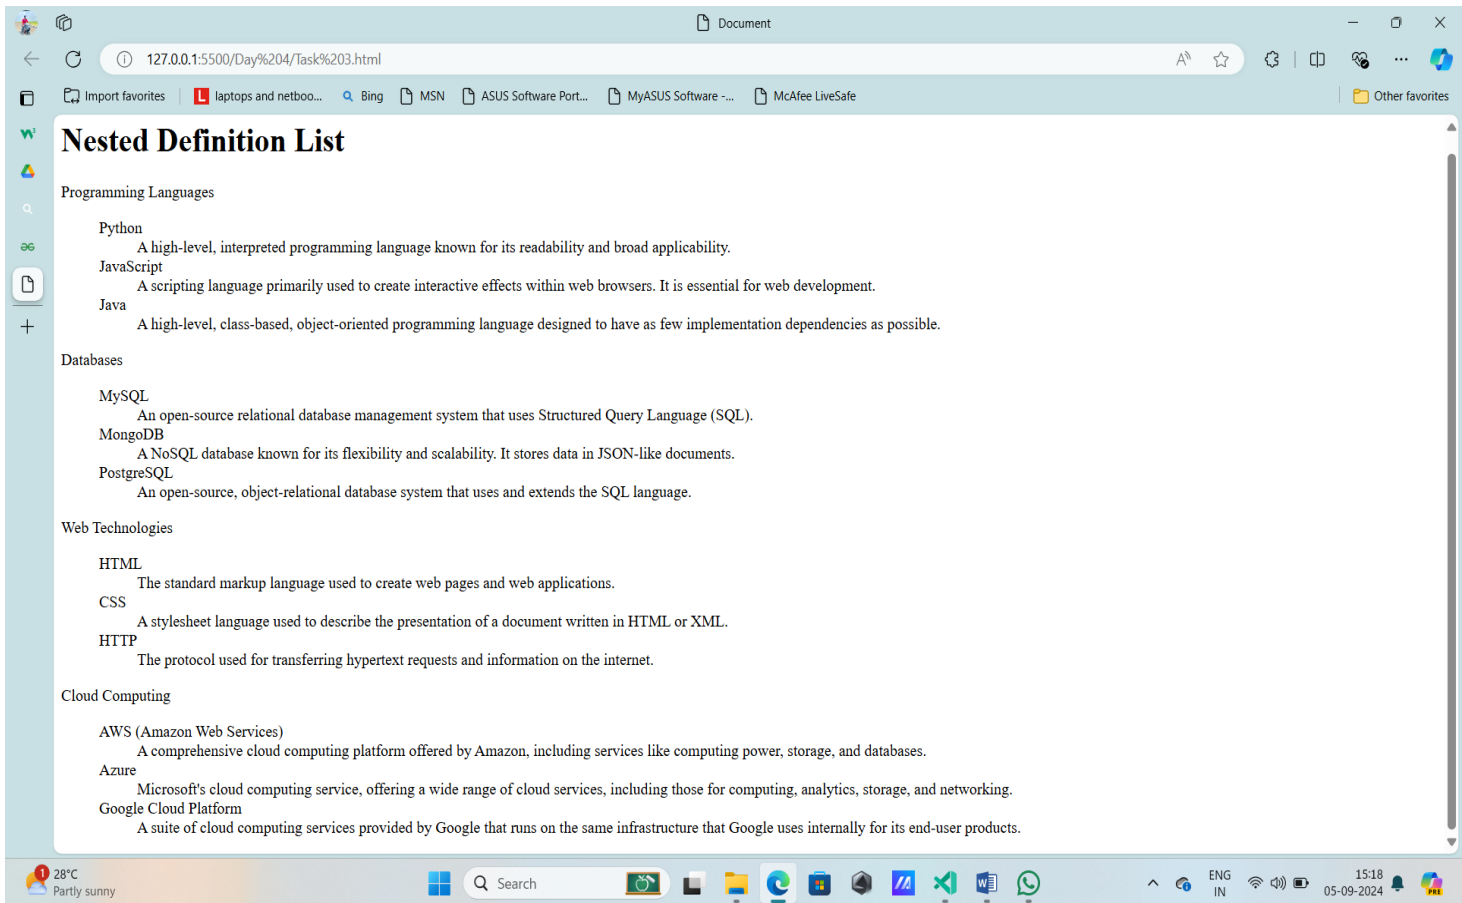 Document
127.0.0.1:5500/Day%204/Task%203.html
Import favorites
L laptops and netboo...
Bing
MSN
ASUS Software Port...
MyASUS Software -...
McAfee LiveSafe
Other favorites
Nested Definition List
Programming Languages
Python
A high-level, interpreted programming language known for its readability and broad applicability.
JavaScript
A scripting language primarily used to create interactive effects within web browsers. It is essential for web development.
Java
A high-level, class-based, object-oriented programming language designed to have as few implementation dependencies as possible.
Databases
MySQL
An open-source relational database management system that uses Structured Query Language (SQL).
MongoDB
A NoSQL database known for its flexibility and scalability. It stores data in JSON-like documents.
PostgreSQL
An open-source, object-relational database system that uses and extends the SQL language.
Web Technologies
HTML
The standard markup language used to create web pages and web applications.
CSS
A stylesheet language used to describe the presentation of a document written in HTML or XML.
HTTP
The protocol used for transferring hypertext requests and information on the internet.
Cloud Computing
AWS (Amazon Web Services)
A comprehensive cloud computing platform offered by Amazon, including services like computing power, storage, and databases.
Azure
Microsoft's cloud computing service, offering a wide range of cloud services, including those for computing, analytics, storage, and networking.
Google Cloud Platform
A suite of cloud computing services provided by Google that runs on the same infrastructure that Google uses internally for its end-user products.
1
28°C
Partly sunny
Search
ENG
IN
15:18
05-09-2024
PRE